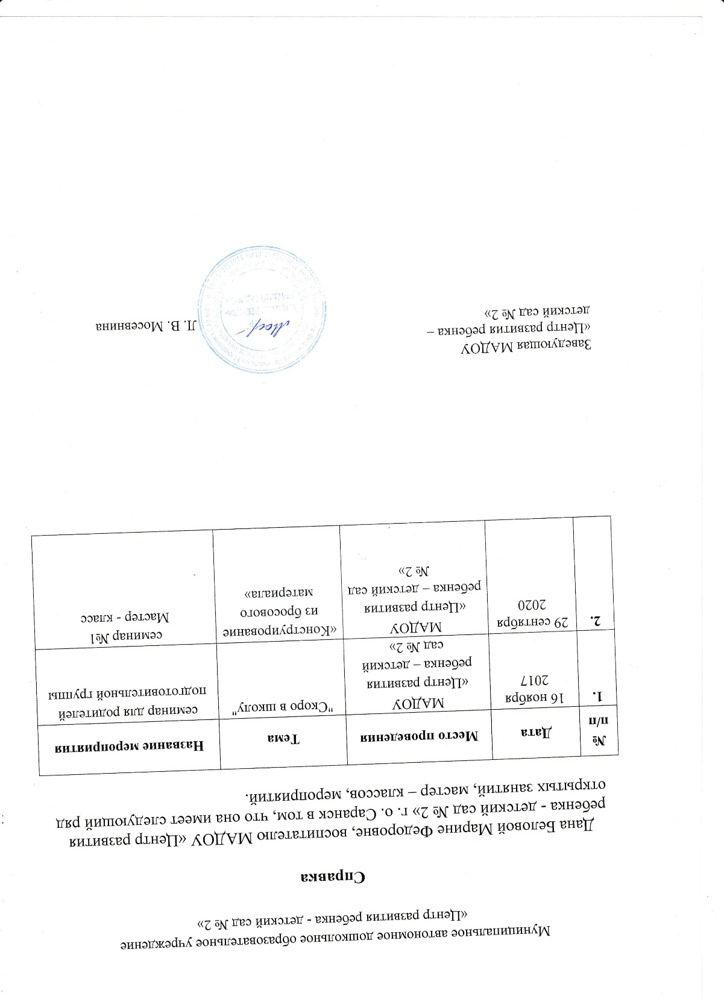 Муниципальное автономное дошкольное образовательное учреждение
«Центр развития ребенка - детский сад № 2»
Справка
Дана Беловой Марине Федоровне, воспитателю МАДОУ «Центр развития
ребенка - детский сад № 2» г. о. Саранск в том, что она имеет следующий ряд
открытых занятий, мастер – классов, мероприятий.
№
п/п
Дата
Место проведения
Тема
Название мероприятия
1.
16 ноября
2017
МАДОУ
«Центр развития
ребенка – детский
сад № 2»
"Скоро в школу"
семинар для родителей
подготовительной группы
2.
29 сентября
2020
МАДОУ
«Центр развития
ребенка – детский сад
№ 2»
«Конструирование
из бросового
материала»
семинар №1
Мастер - класс
Заведующая МАДОУ
«Центр развития ребенка –
детский сад № 2»
Л. В. Мосевнина